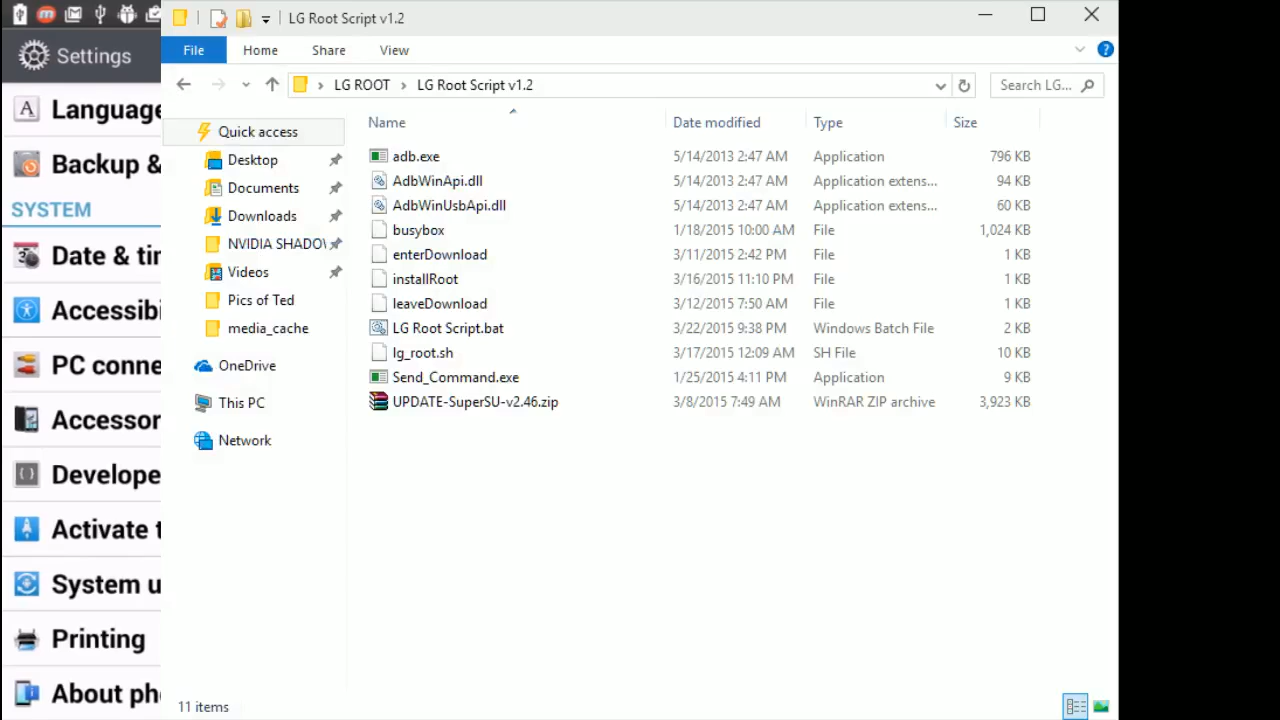 Settings
Language
Backup &
SYSTEM
Date & tir
Accessibi
PC conne
Accessor
Develope
Activate t
System u
Printing
About pho
LG Root Script v1.2
File Home Share View
LG ROOT > LG Root Script v1.2
Search LG...
Quick access
Desktop
Documents
Downloads
NVIDIA SHADOW
Videos
Pics of Ted
media_cache
OneDrive
This PC
Network
Name Date modified Type Size
adb.exe 5/14/2013 2:47 AM Application 796 KB
AdbWinApi.dll 5/14/2013 2:47 AM Application extens... 94 KB
AdbWinUsbApi.dll 5/14/2013 2:47 AM Application extens... 60 KB
busybox 1/18/2015 10:00 AM File 1,024 KB
enterDownload 3/11/2015 2:42 PM File 1 KB
installRoot 3/16/2015 11:10 PM File 1 KB
leaveDownload 3/12/2015 7:50 AM File 1 KB
LG Root Script.bat 3/22/2015 9:38 PM Windows Batch File 2 KB
lg_root.sh 3/17/2015 12:09 AM SH File 10 KB
Send_Command.exe 1/25/2015 4:11 PM Application 9 KB
UPDATE-SuperSU-v2.46.zip 3/8/2015 7:49 AM WinRAR ZIP archive 3,923 KB
11 items